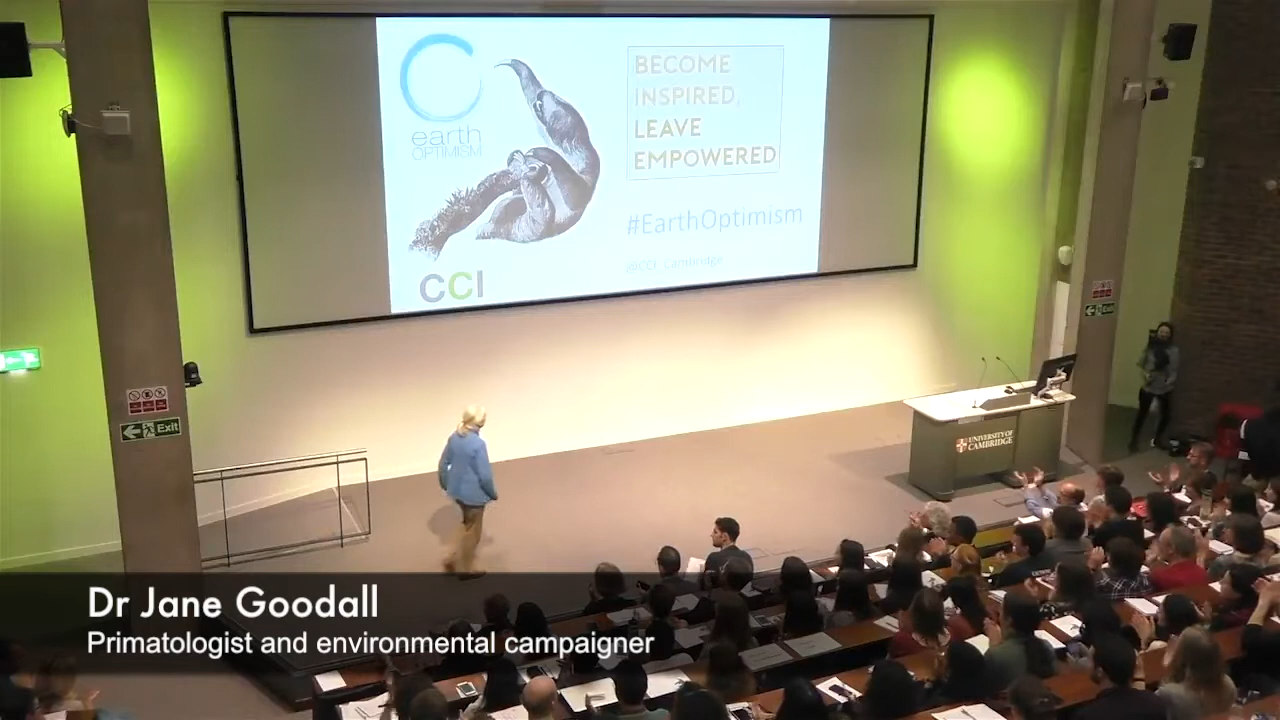 earth
OPTIMISM
BECOME
INSPIRED,
LEAVE
EMPOWERED
#EarthOptimism
@CCI_Cambridge
CCI
Exit
Exit
UNIVERSITY OF
CAMBRIDGE
Dr Jane Goodall
Primatologist and environmental campaigner